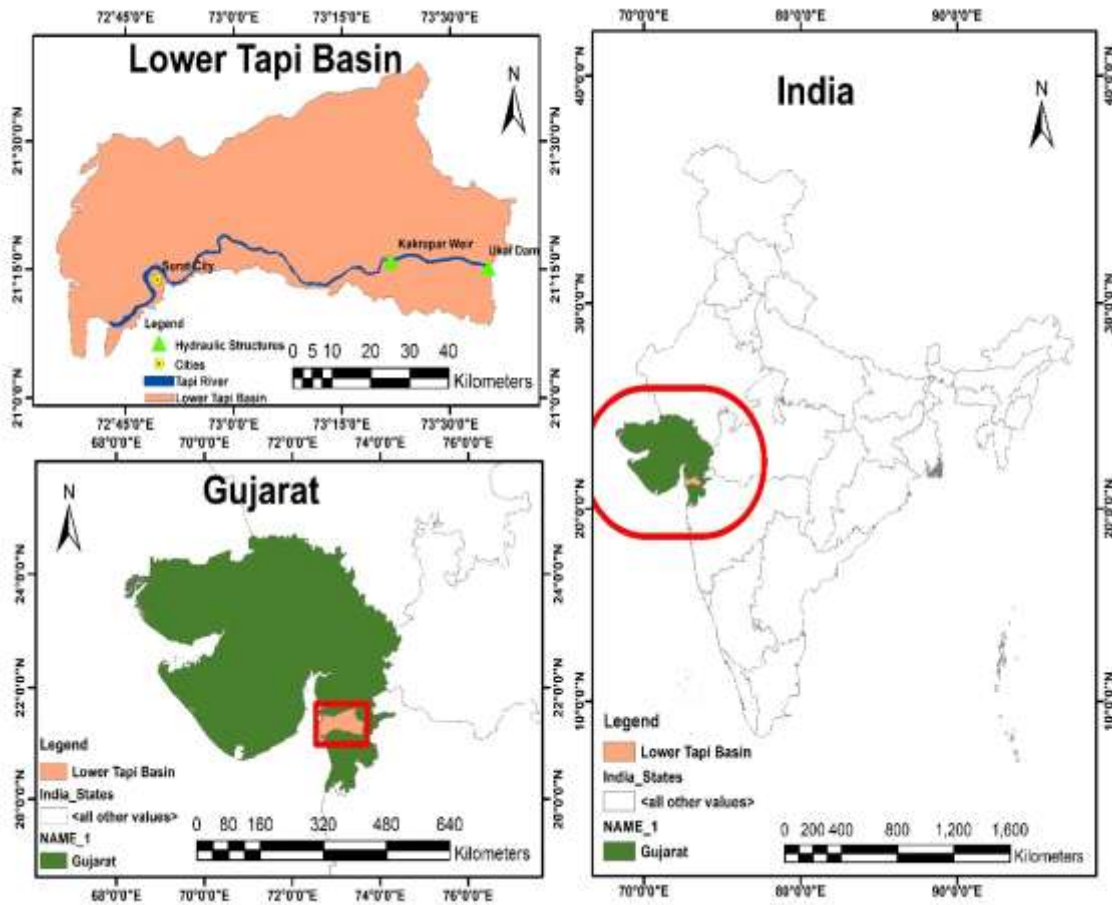 72°45'0"E 73°0'0"E 73°15'0"E 73°30'0"E
Lower Tapi Basin
N
21°30'0"N
21°30'0"N
Kakrapar Weir
Ukai Dam
21°15'0"N
21°15'0"N
Surat City
Legend
Hydraulic Structures
Cities
Tapi River
Lower Tapi Basin
0 5 10 20 30 40
Kilometers
21°0'0"N
21°0'0"N
72°45'0"E 73°0'0"E 73°15'0"E 73°30'0"E
68°0'0"E 70°0'0"E 72°0'0"E 74°0'0"E 76°0'0"E
Gujarat
N
24°0'0"N
24°0'0"N
22°0'0"N
22°0'0"N
20°0'0"N
20°0'0"N
Legend
Lower Tapi Basin
India_States
<all other values>
NAME_1
Gujarat
0 80 160 320 480 640
Kilometers
68°0'0"E 70°0'0"E 72°0'0"E 74°0'0"E 76°0'0"E
70°0'0"E 80°0'0"E 90°0'0"E
India
N
40°0'0"N
40°0'0"N
30°0'0"N
30°0'0"N
20°0'0"N
20°0'0"N
10°0'0"N
10°0'0"N
Legend
Lower Tapi Basin
India_States
<all other values>
NAME_1
Gujarat
0 200 400 800 1,200 1,600
Kilometers
70°0'0"E 80°0'0"E 90°0'0"E